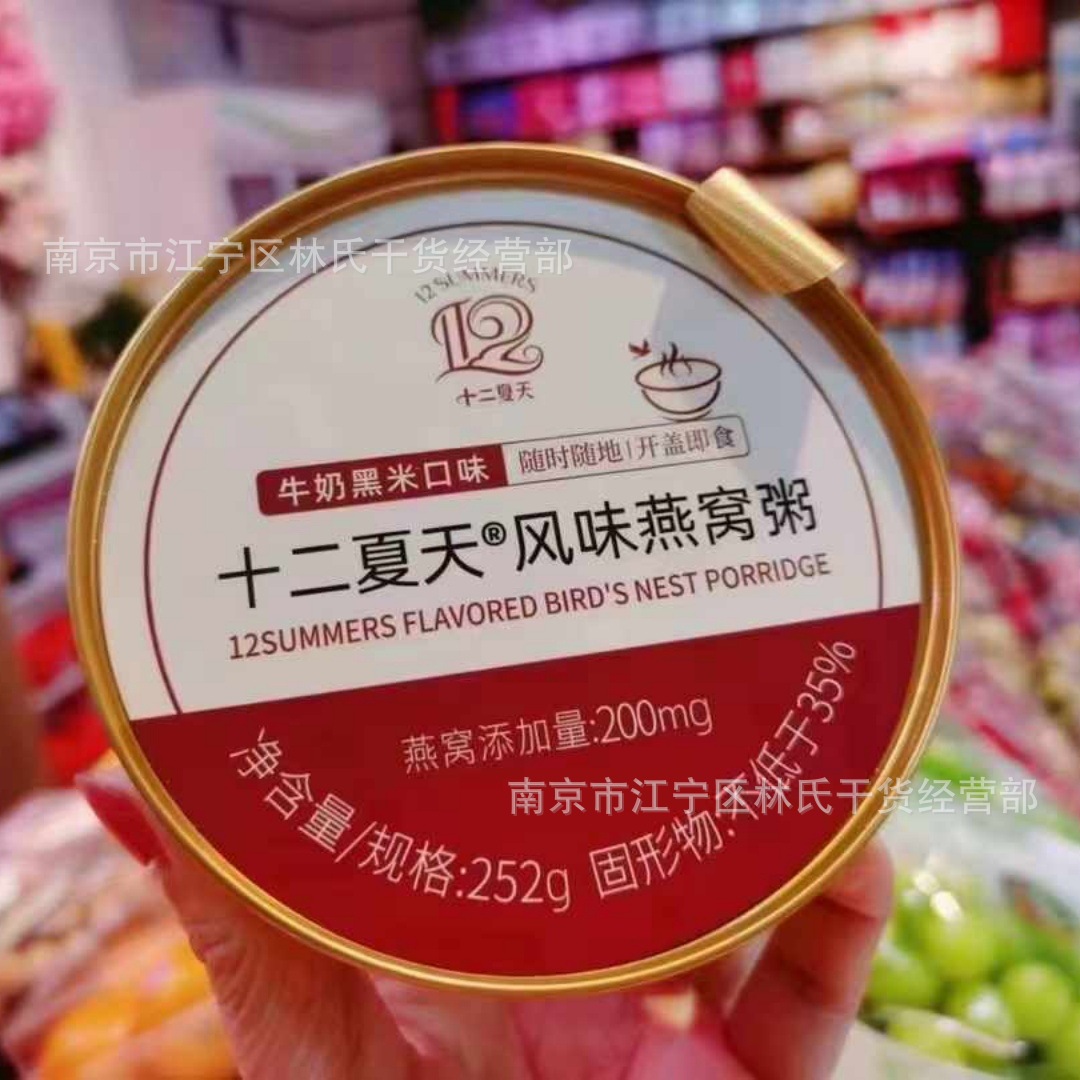 南京市江宁区林氏干货经营部
12 SUMMERS
12
十二夏天
牛奶黑米口味 随时随地|开盖即食
十二夏天®风味燕窝粥
12SUMMERS FLAVORED BIRD'S NEST PORRIDGE
燕窝添加量:200mg
南京市江宁区林氏干货经营部
净含量/规格:252g 固形物:不低于35%